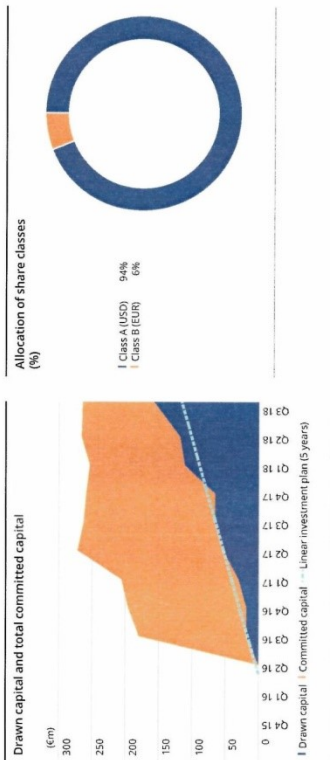 Drawn capital and total committed capital
(€m)
300
250
200
150
100
50
0
Q4 15
Q1 16
Q2 16
Q3 16
Q4 16
Q1 17
Q2 17
Q3 17
Q4 17
Q1 18
Q2 18
Q3 18
Drawn capital Committed capital Linear investment plan (5 years)
Allocation of share classes
(%)
Class A (USD) 94%
Class B (EUR) 6%